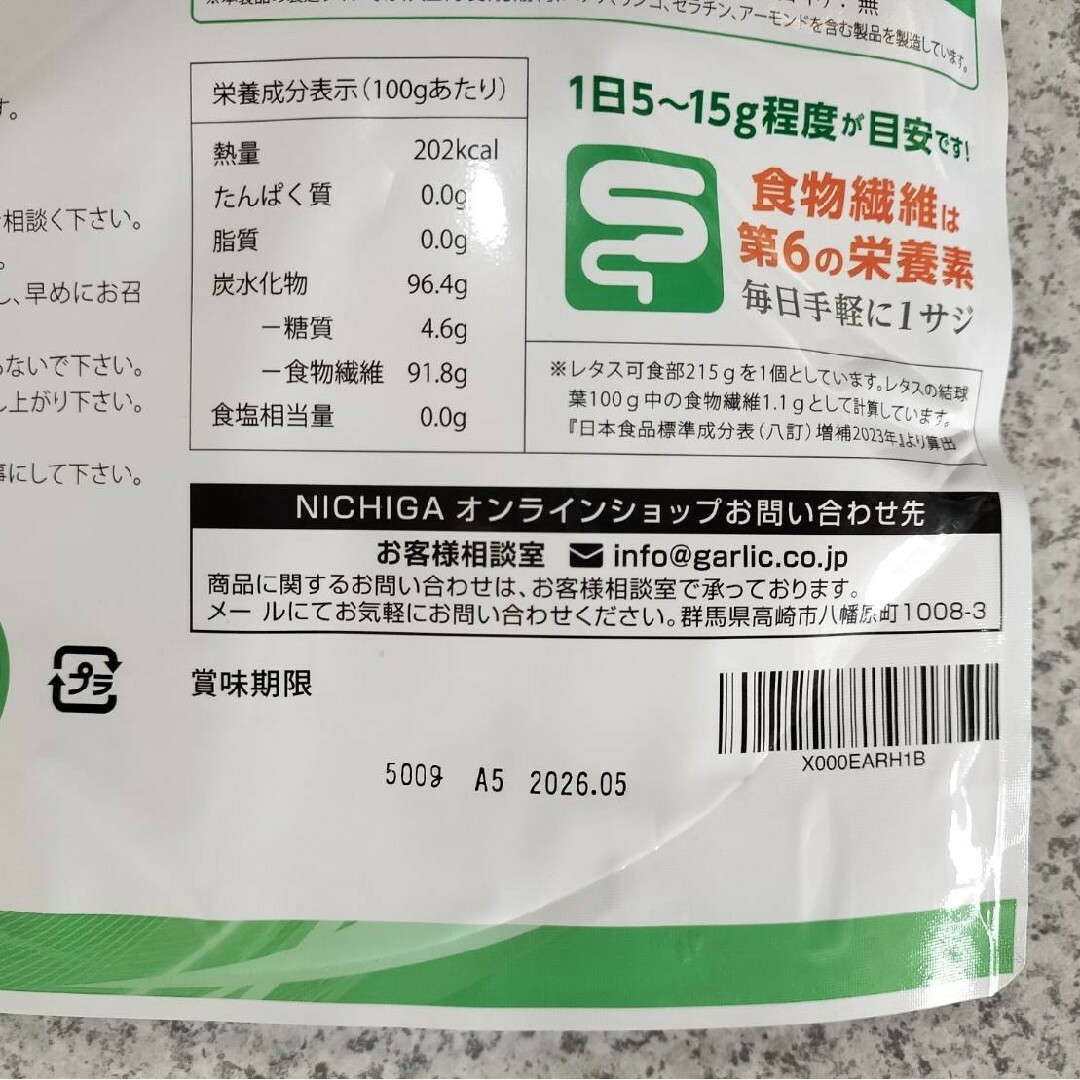 セラチン、アーモンドを含む製品を製造しています。
栄養成分表示(100gあたり)
熱量 202kcal
たんぱく質 0.0g
脂質 0.0g
炭水化物 96.4g
－糖質 4.6g
－食物繊維 91.8g
食塩相当量 0.0g
1日5～15g程度が目安です!
食物繊維は
第6の栄養素
毎日手軽に1サジ
※レタス可食部215gを1個としています。レタスの結球
葉100g中の食物繊維1.1gとして計算しています。
『日本食品標準成分表(八訂)増補2023年』より算出
す。
相談く下さい。
し、早めにお召
ないで下さい。
し上がり下さい。
事にして下さい。
NICHIGA オンラインショップお問い合わせ先
お客様相談室 info@garlic.co.jp
商品に関するお問い合わせは、お客様相談室で承っております。
メールにてお気軽にお問い合わせください。群馬県高崎市八幡原町1008-3
プラ
賞味期限
X000EARH1B
500g A5 2026.05